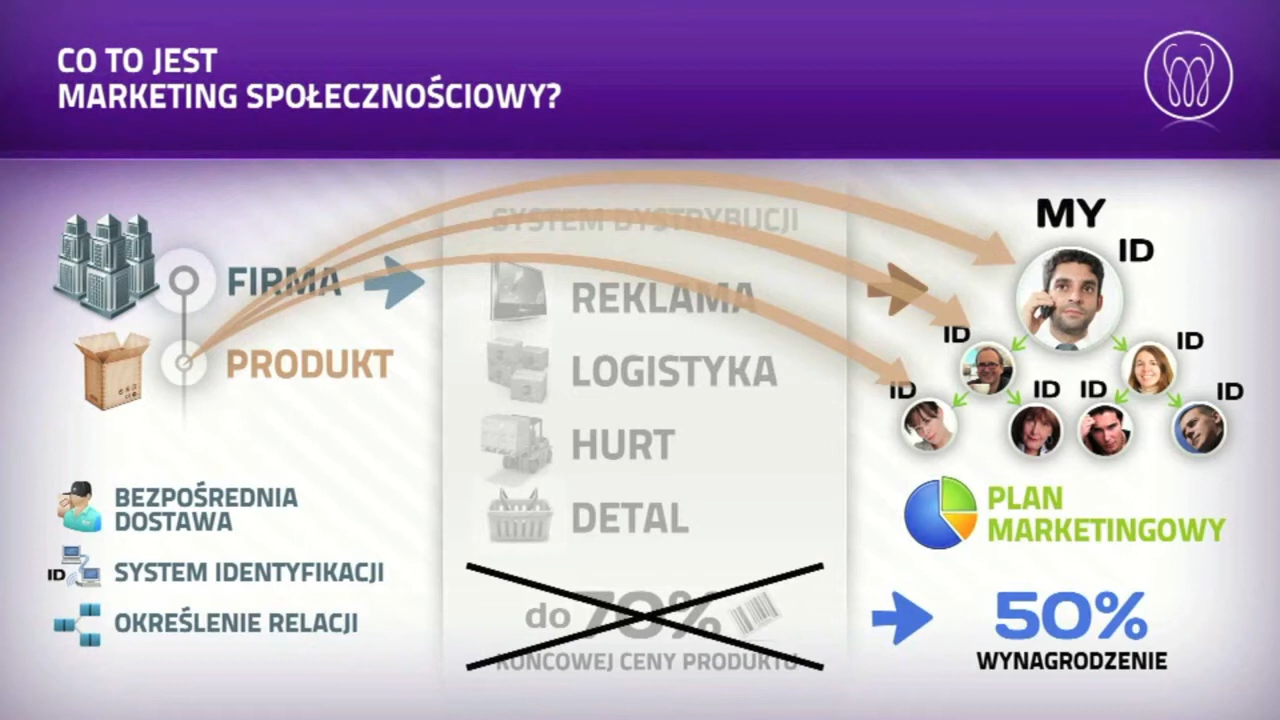 CO TO JEST
MARKETING SPOŁECZNOŚCIOWY?
FIRMA
PRODUKT
BEZPOŚREDNIA
DOSTAWA
ID
SYSTEM IDENTYFIKACJI
OKREŚLENIE RELACJI
SYSTEM DYSTRYBUCJI
REKLAMA
LOGISTYKA
HURT
DETAL
do 70%
KOŃCOWEJ CENY PRODUKTU
MY
ID
ID
ID
ID
ID
ID
ID
PLAN
MARKETINGOWY
50%
WYNAGRODZENIE